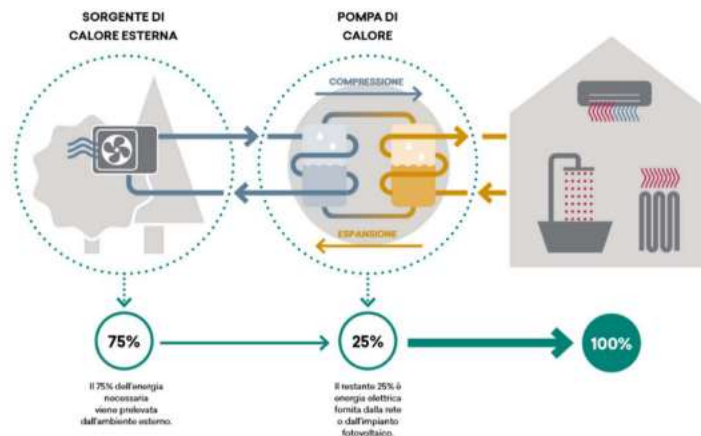 SORGENTE DI
CALORE ESTERNA
POMPA DI
CALORE
COMPRESSIONE
ESPANSIONE
75%
25%
100%
Il 75% dell'energia
necessaria
viene prelevata
dall'ambiente esterno.
Il restante 25% è
energia elettrica
fornita dalla rete
o dall'impianto
fotovoltaico.